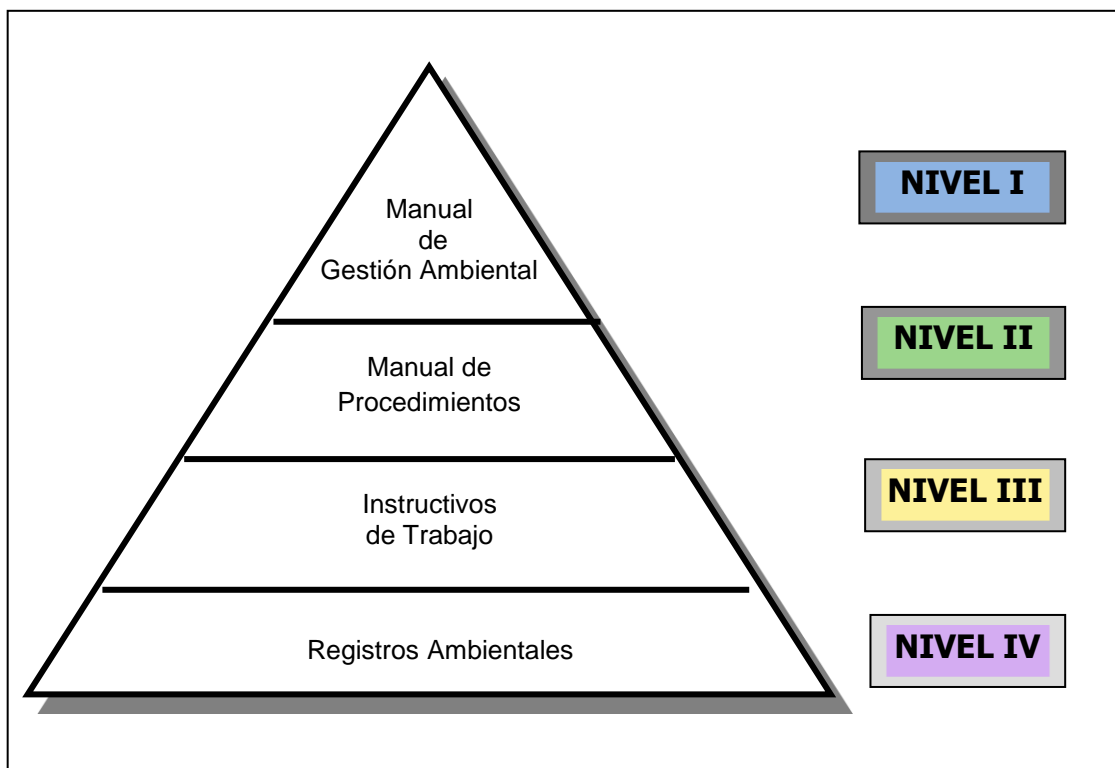 Manual
de
Gestión Ambiental
NIVEL I
Manual de
Procedimientos
NIVEL II
Instructivos
de Trabajo
NIVEL III
Registros Ambientales
NIVEL IV